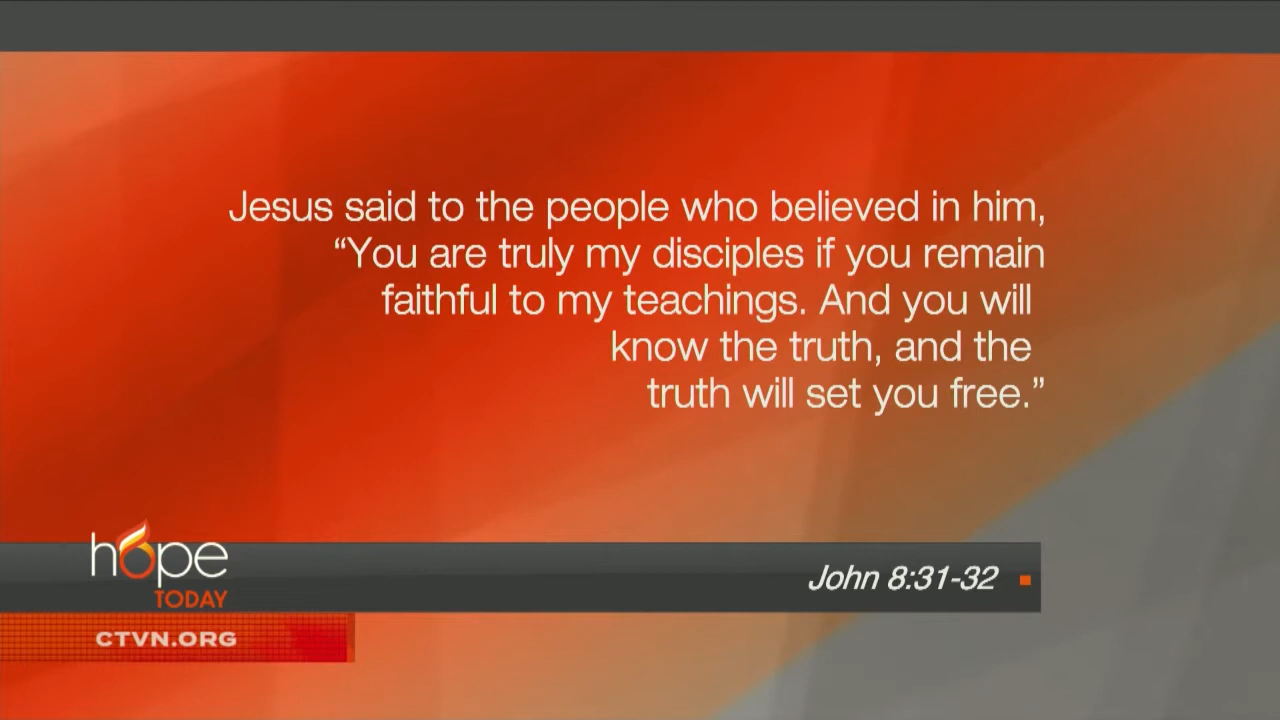 Jesus said to the people who believed in him,
“You are truly my disciples if you remain
faithful to my teachings. And you will
know the truth, and the
truth will set you free.”
hope
TODAY
John 8:31-32
CTVN.ORG